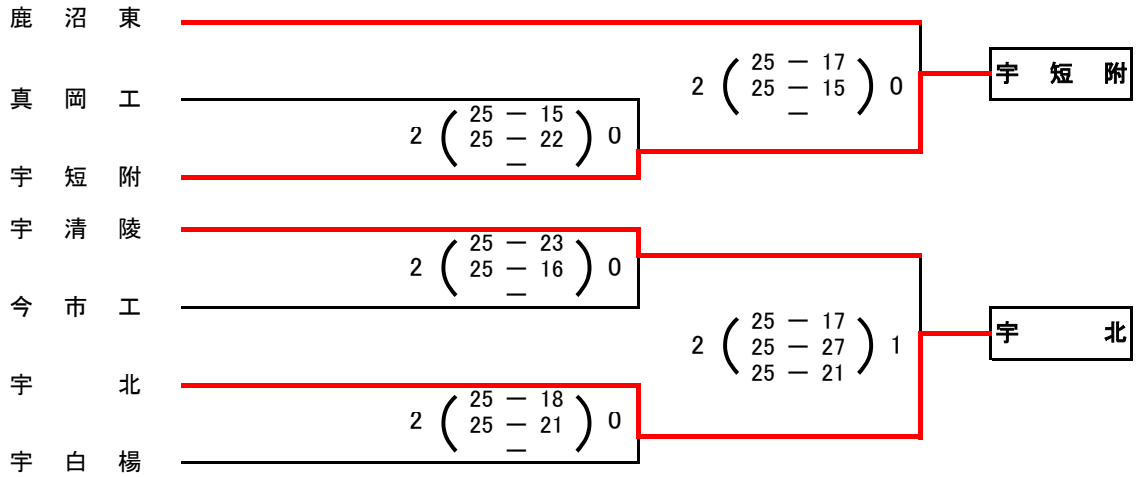 鹿沼東
2 ( 25 － 17 ) 0
25 － 15
－
宇短附
真岡工
2 ( 25 － 15 ) 0
25 － 22
－
宇短附
宇清陵
2 ( 25 － 23 ) 0
25 － 16
－
今市工
2 ( 25 － 17 ) 1
25 － 27
25 － 21
宇北
宇北
2 ( 25 － 18 ) 0
25 － 21
－
宇白楊